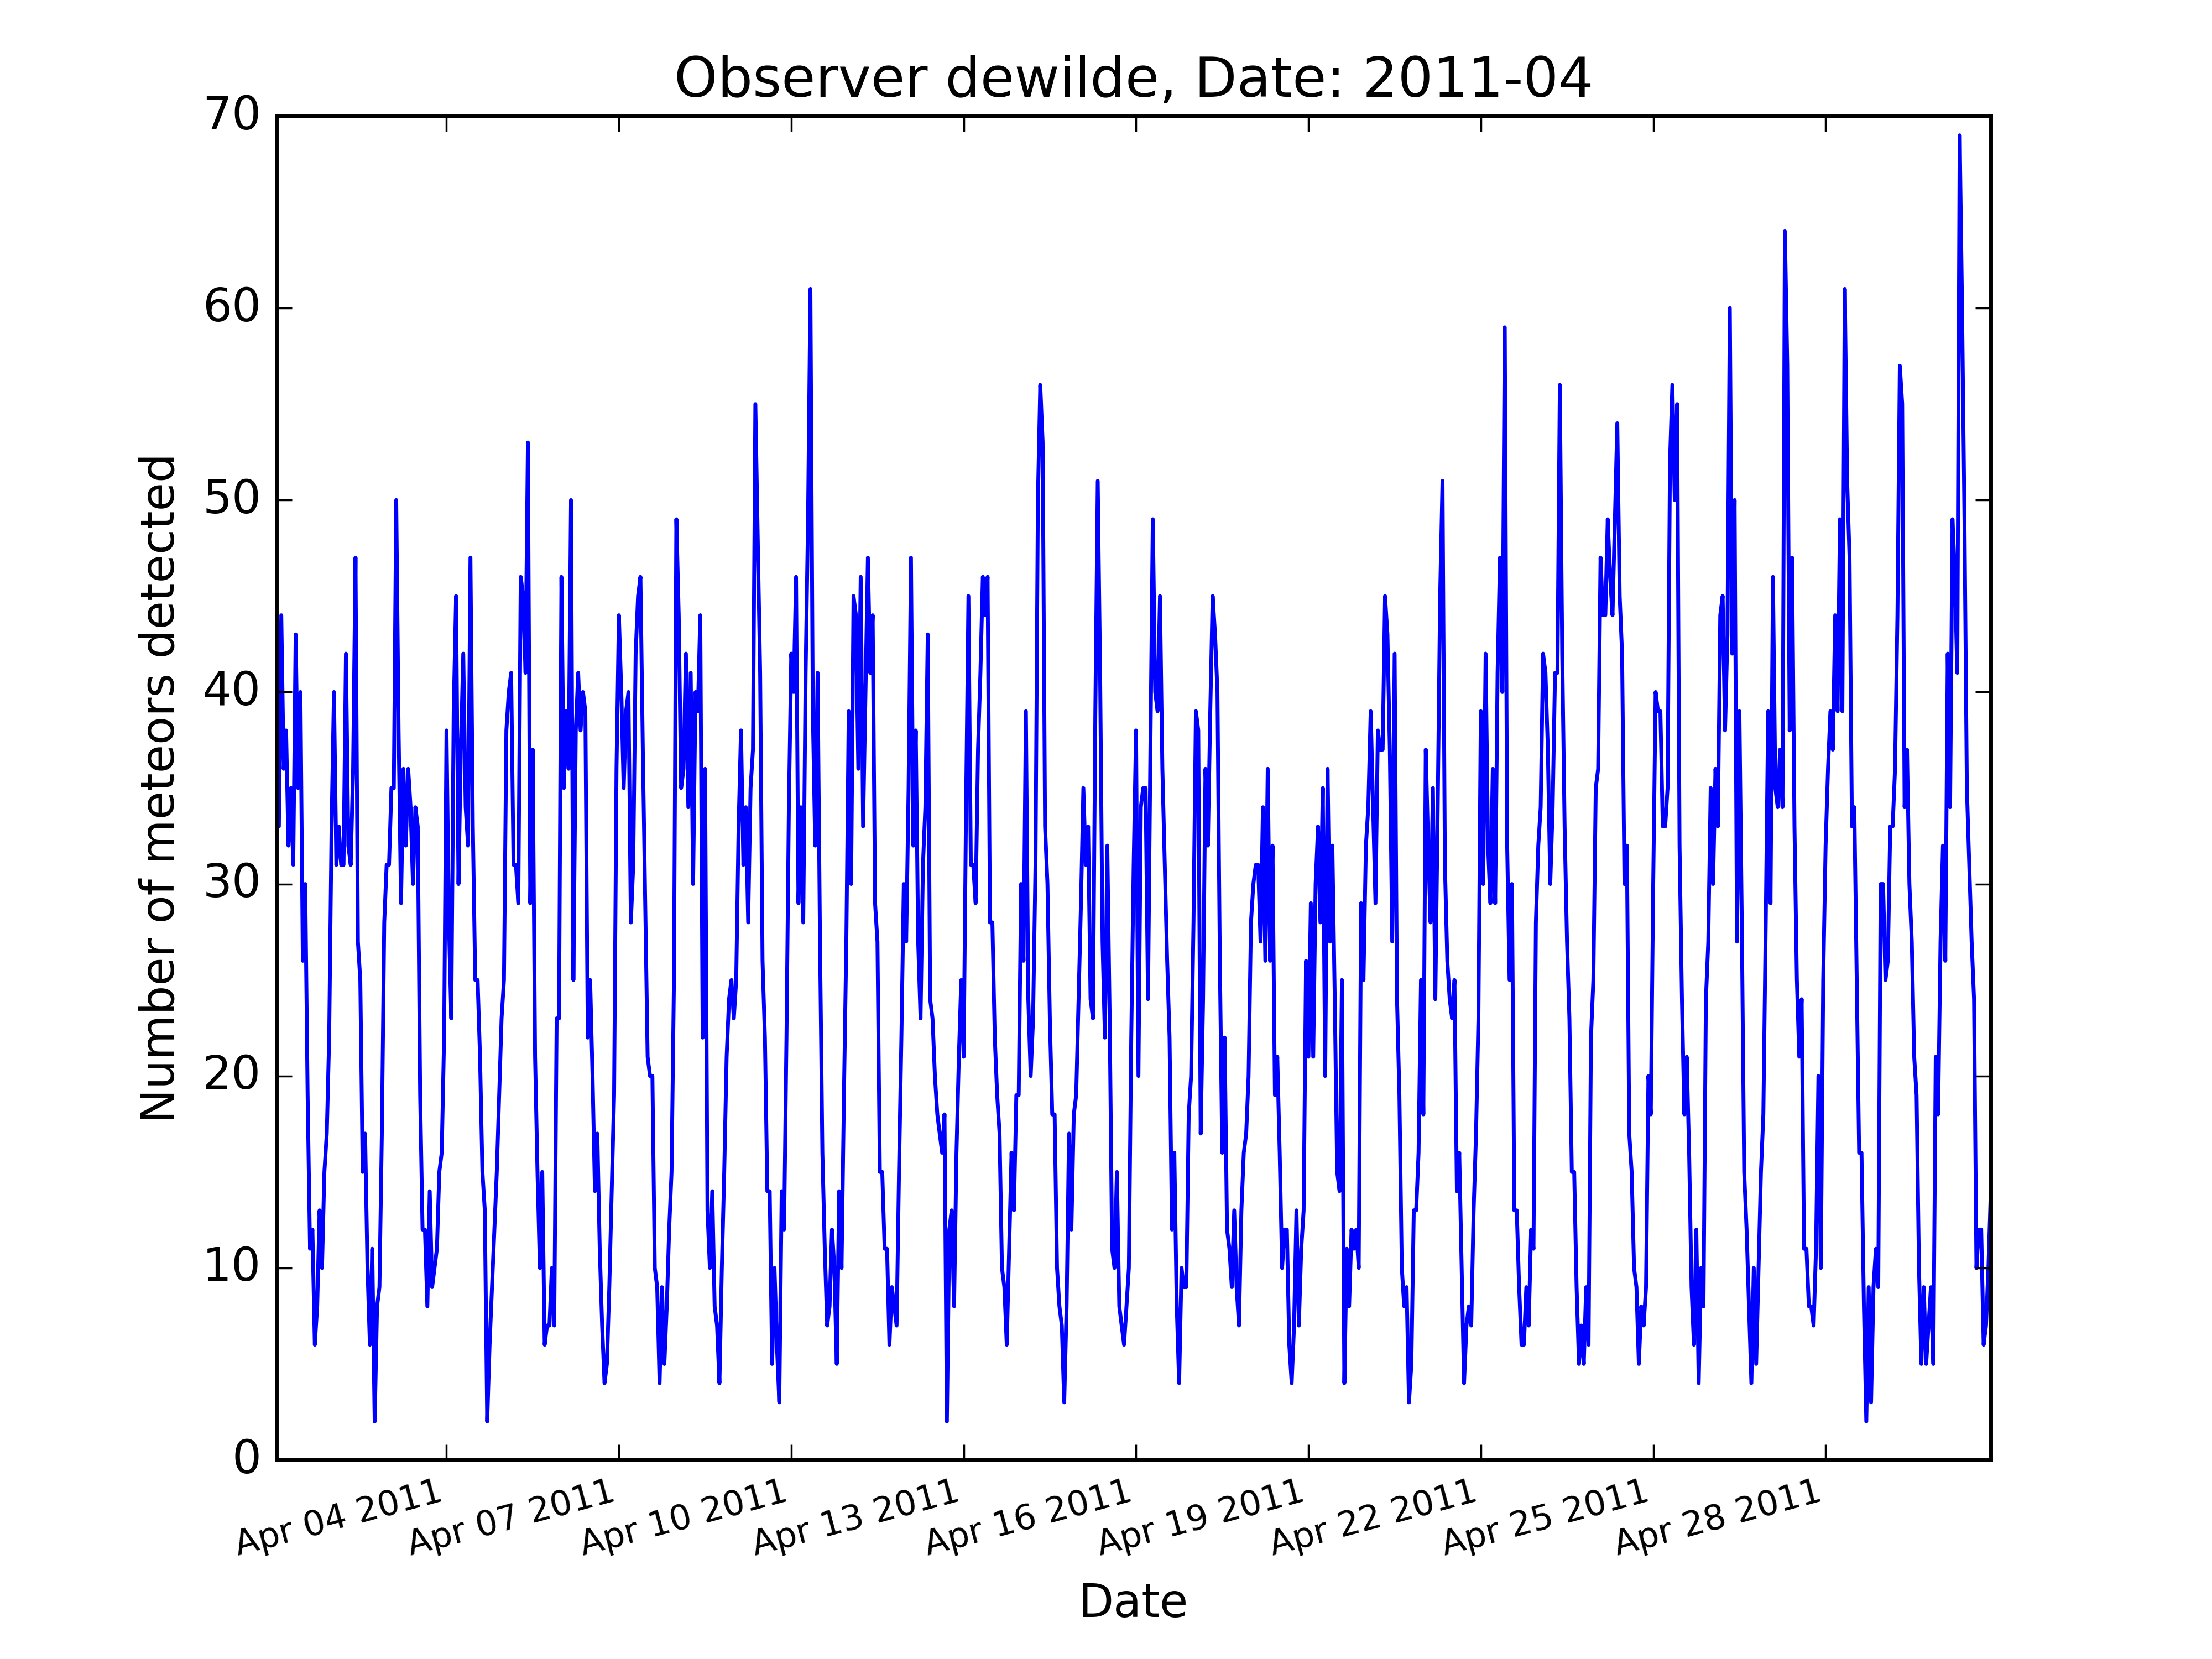 Observer dewilde, Date: 2011-04
Number of meteors detected
70
60
50
40
30
20
10
0
Apr 04 2011
Apr 07 2011
Apr 10 2011
Apr 13 2011
Apr 16 2011
Apr 19 2011
Apr 22 2011
Apr 25 2011
Apr 28 2011
Date